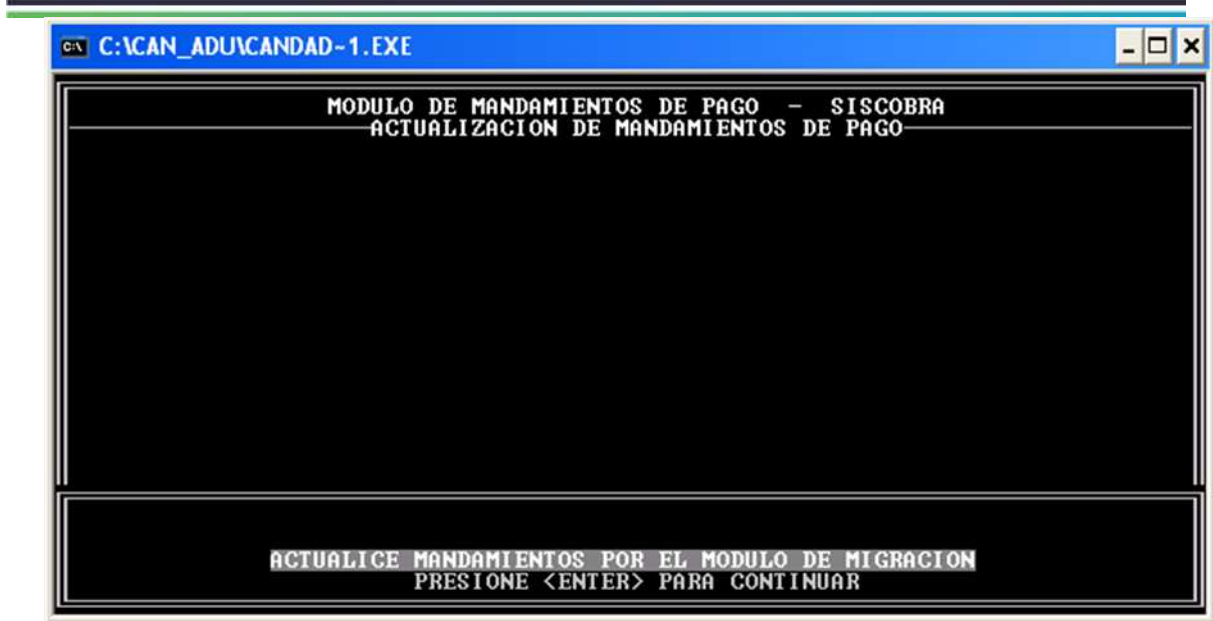 C:\CAN_ADU\CANDAD~1.EXE
MODULO DE MANDAMIENTOS DE PAGO - SISCOBRA
ACTUALIZACION DE MANDAMIENTOS DE PAGO
ACTUALICE MANDAMIENTOS POR EL MODULO DE MIGRACION
PRESIONE <ENTER> PARA CONTINUAR